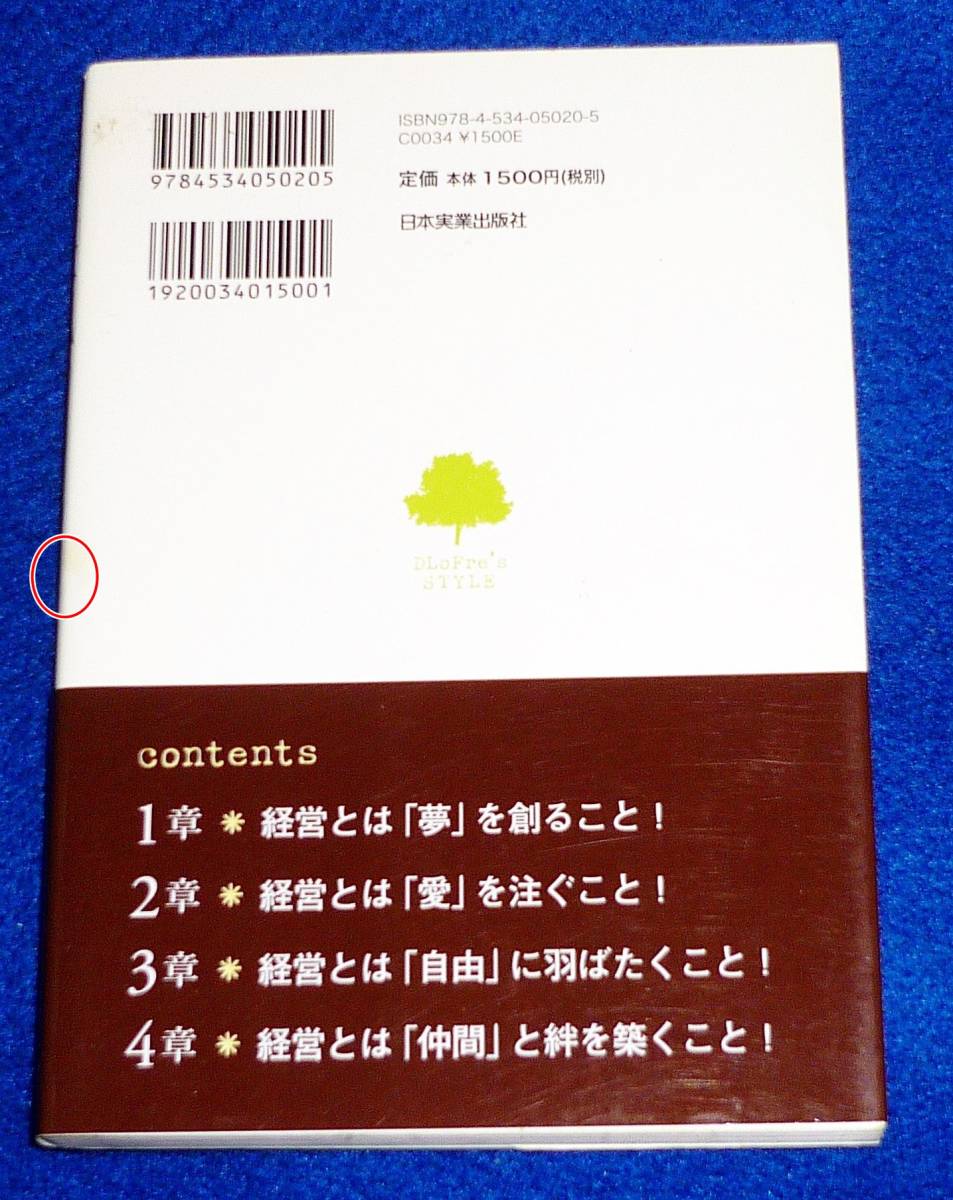 ISBN978-4-534-05020-5
C0034 ¥1500E
9784534050205
定価 本体1500円(税別)
日本実業出版社
1920034015001
DLoFre's
STYLE
contents
1章 * 経営とは「夢」を創ること!
2章 * 経営とは「愛」を注ぐこと!
3章 * 経営とは「自由」に羽ばたくこと!
4章 * 経営とは「仲間」と絆を築くこと!